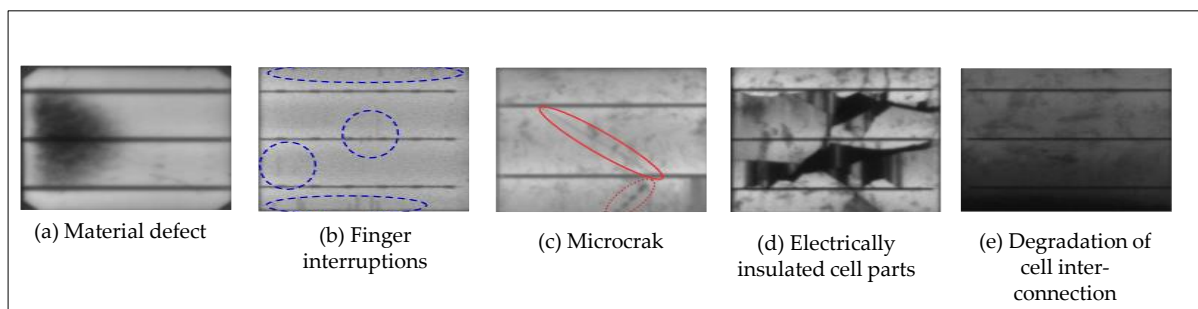 (a) Material defect
(b) Finger
interruptions
(c) Microcrak
(d) Electrically
insulated cell parts
(e) Degradation of
cell inter-
connection